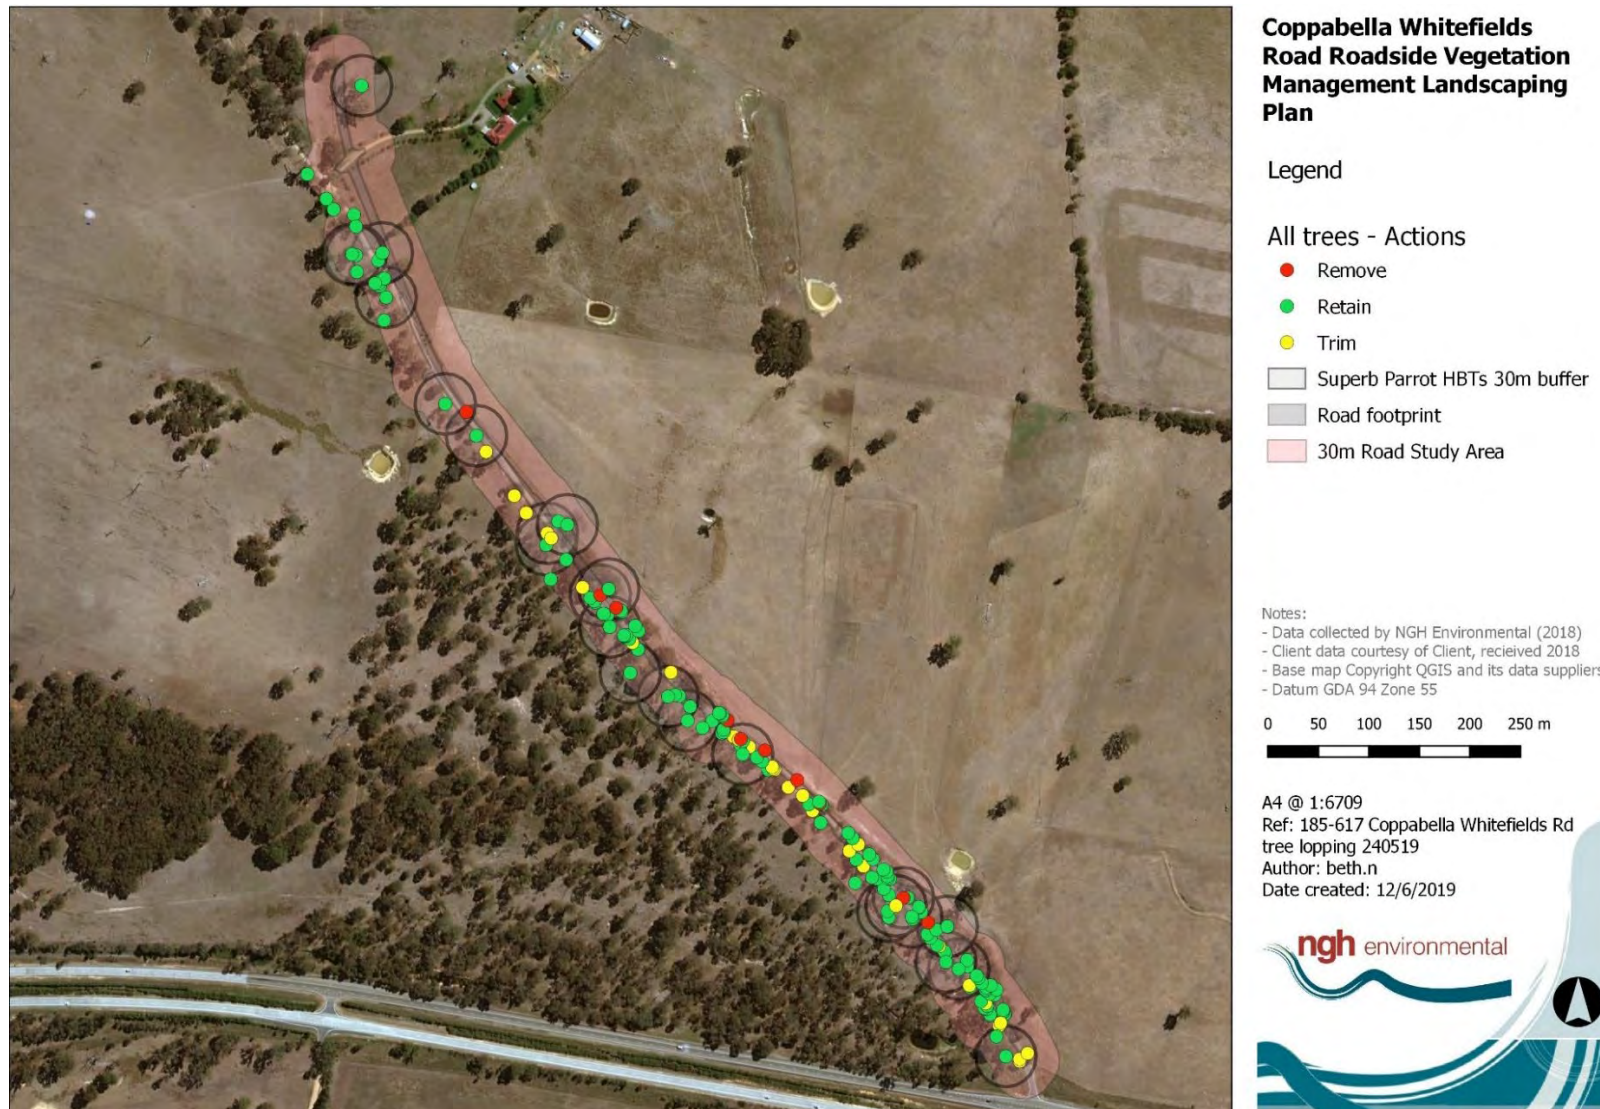 Coppabella Whitefields
Road Roadside Vegetation
Management Landscaping
Plan
Legend
All trees - Actions
Remove
Retain
Trim
Superb Parrot HBTs 30m buffer
Road footprint
30m Road Study Area
Notes:
- Data collected by NGH Environmental (2018)
- Client data courtesy of Client, recieived 2018
- Base map Copyright QGIS and its data suppliers
- Datum GDA 94 Zone 55
0 50 100 150 200 250 m
A4 @ 1:6709
Ref: 185-617 Coppabella Whitefields Rd
tree lopping 240519
Author: beth.n
Date created: 12/6/2019
ngh environmental